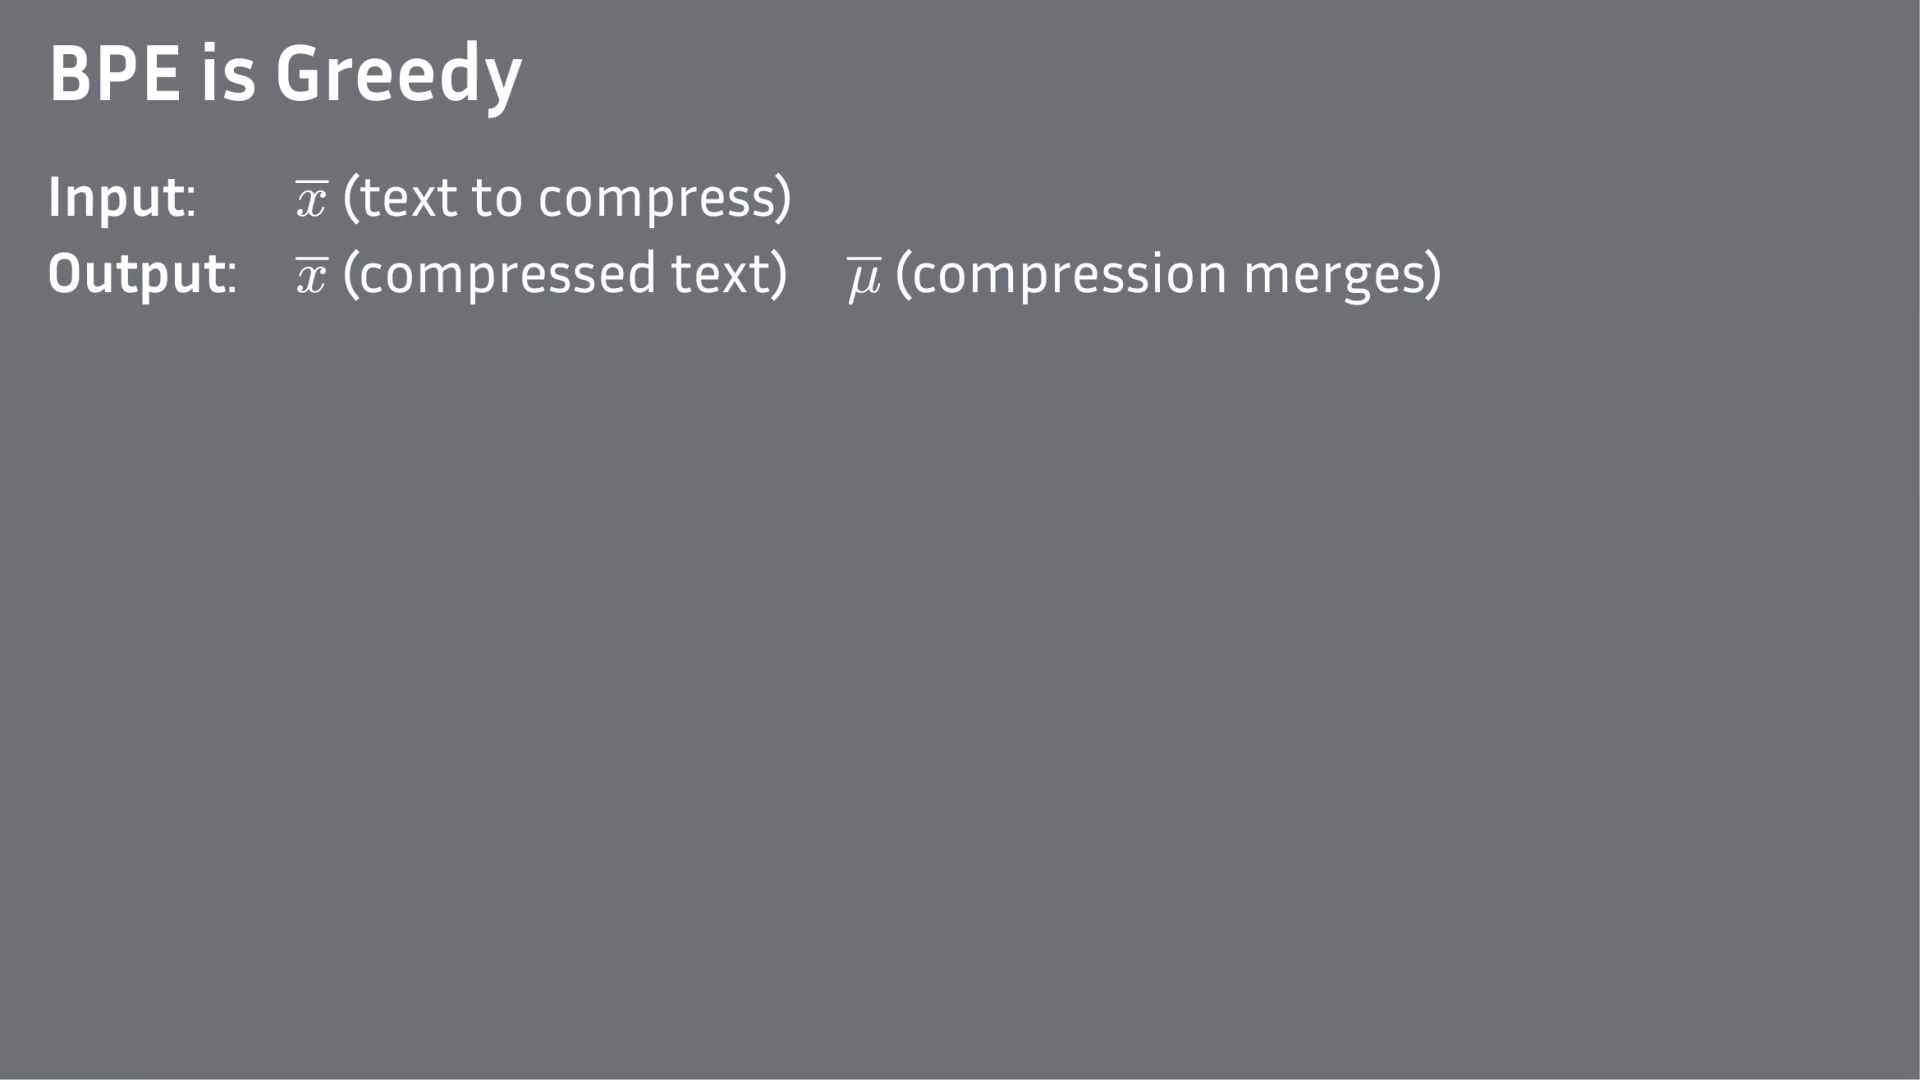 BPE is Greedy
Input: x̅ (text to compress)
Output: x̅ (compressed text) μ̅ (compression merges)